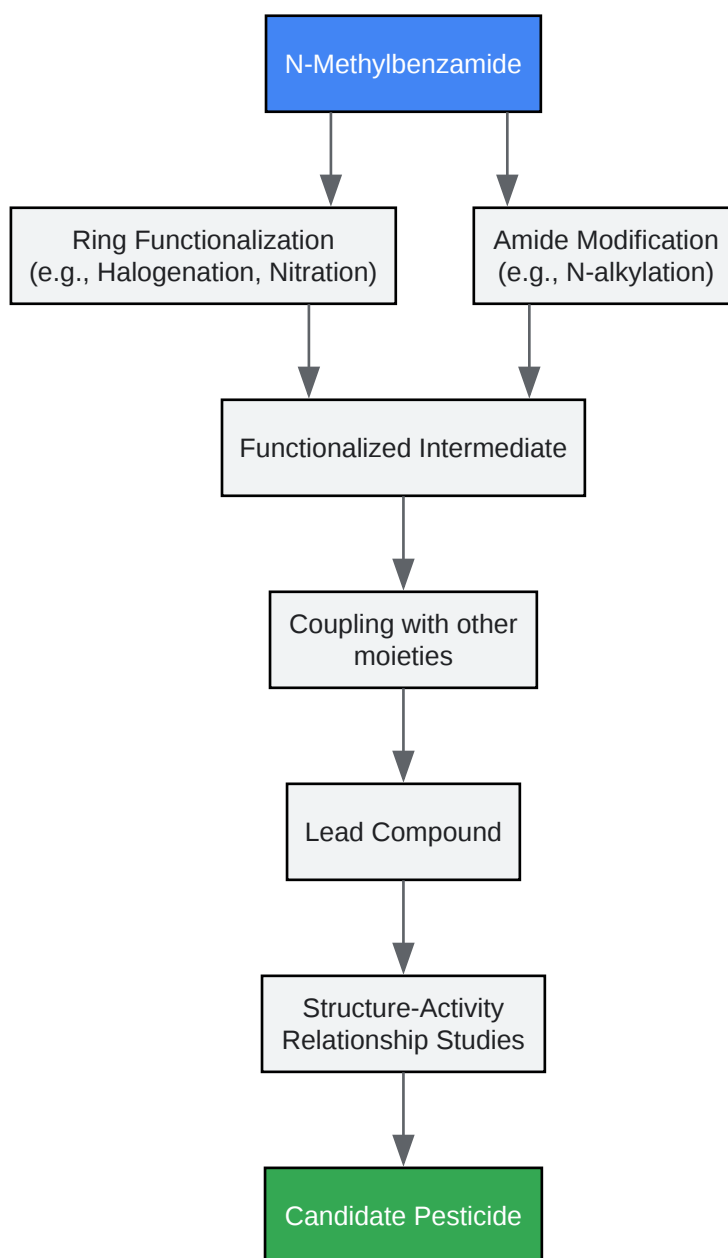 N-Methylbenzamide
Ring Functionalization
(e.g., Halogenation, Nitration)
Amide Modification
(e.g., N-alkylation)
Functionalized Intermediate
Coupling with other
moieties
Lead Compound
Structure-Activity
Relationship Studies
Candidate Pesticide